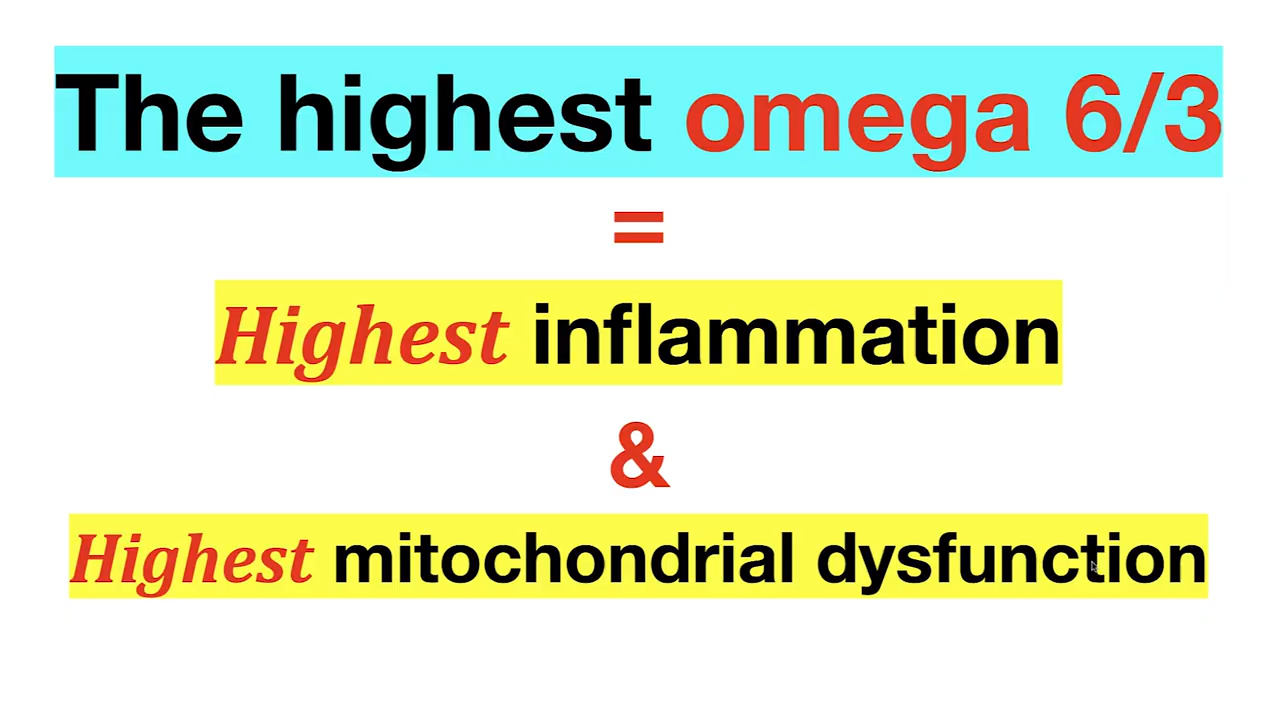 The highest omega 6/3
=
Highest inflammation
&
Highest mitochondrial dysfunction